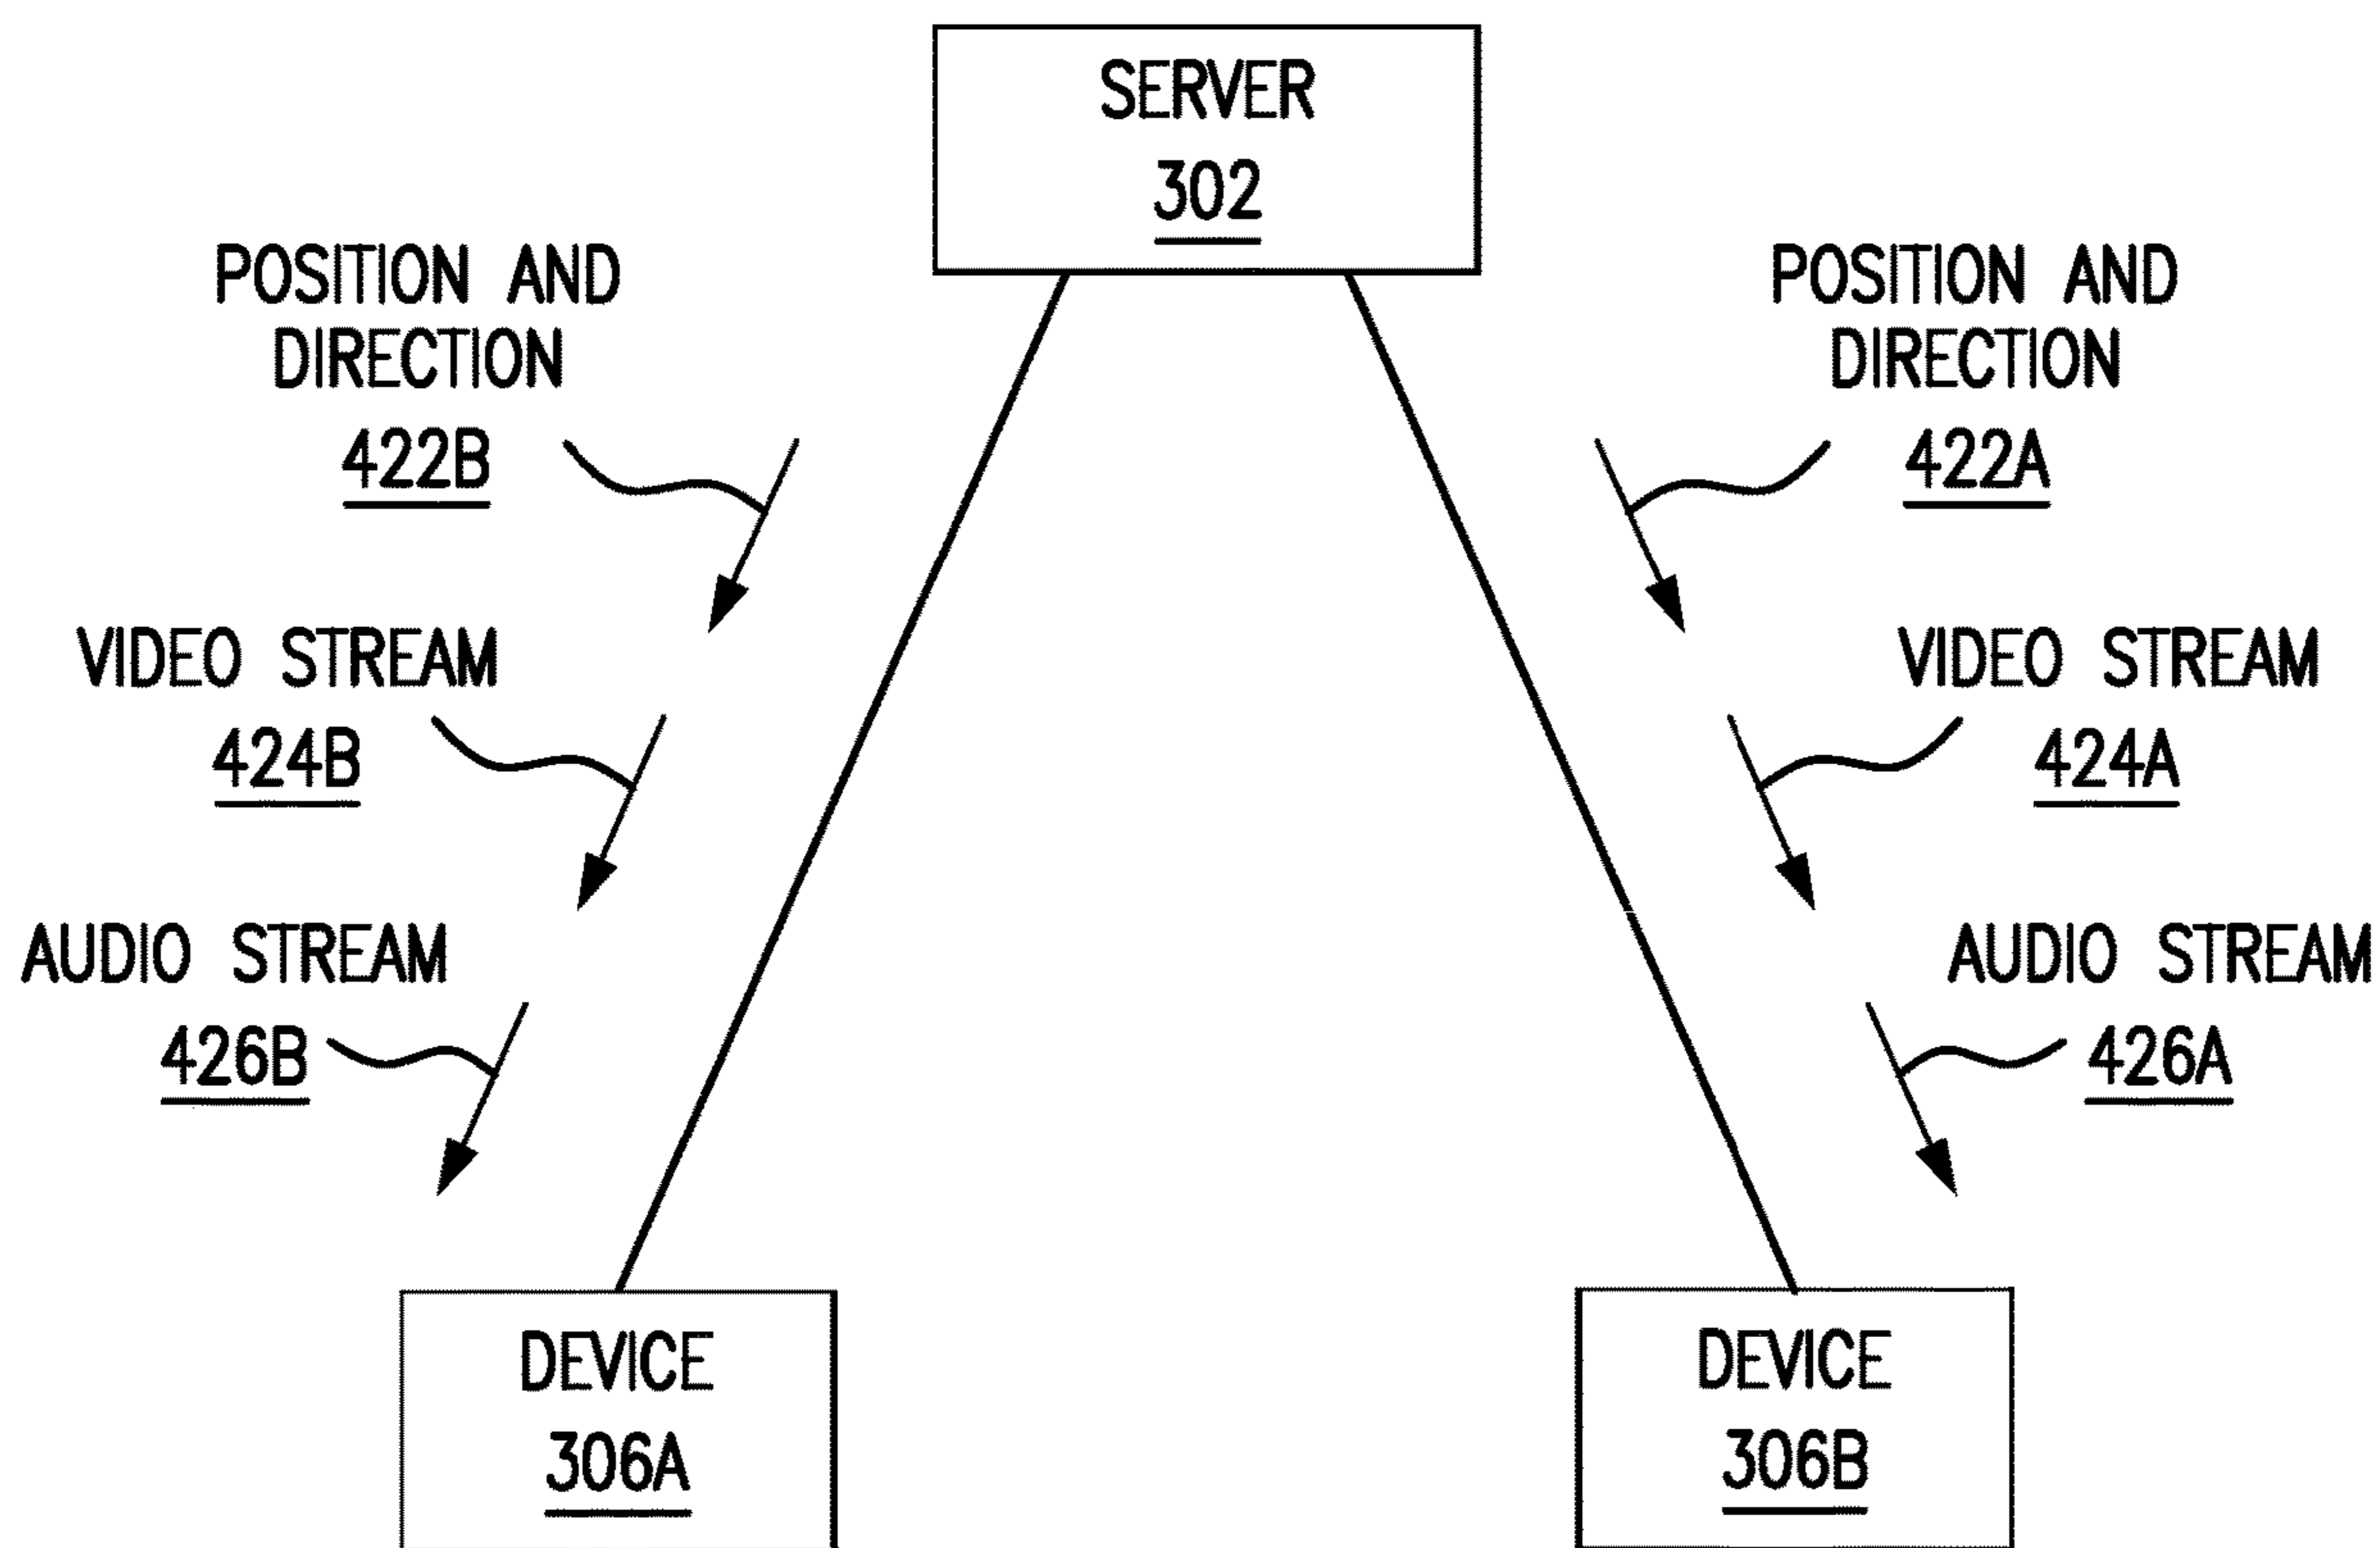 SERVER
302
POSITION AND
DIRECTION
422B
POSITION AND
DIRECTION
422A
VIDEO STREAM
424B
VIDEO STREAM
424A
AUDIO STREAM
426B
AUDIO STREAM
426A
DEVICE
306A
DEVICE
306B